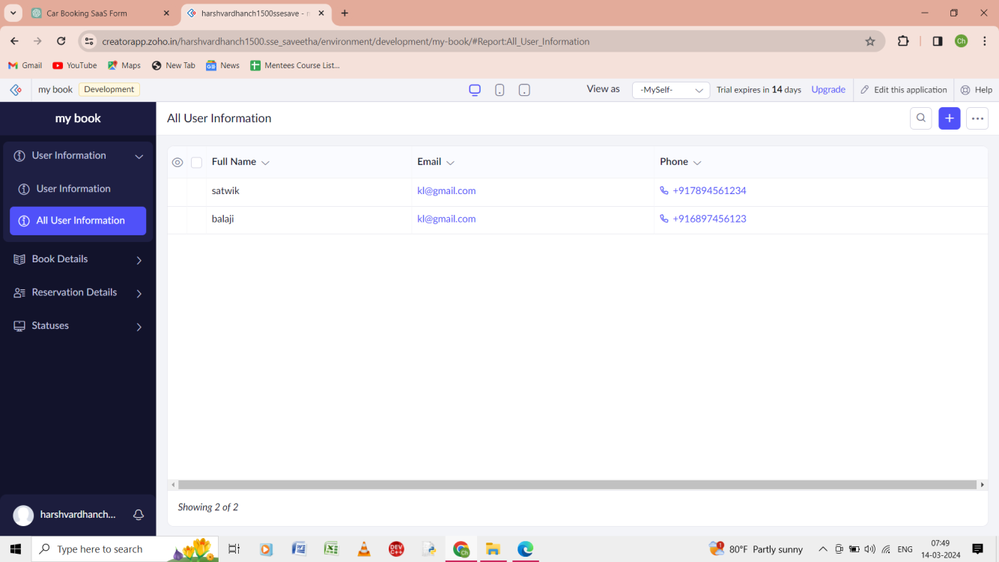 Car Booking SaaS Form
harshvardhanch1500ssesave - n
creatorapp.zoho.in/harshvardhanch1500.sse_saveetha/environment/development/my-book/#Report:All_User_Information
Ch
Gmail
YouTube
Maps
New Tab
News
Mentees Course List...
my book
Development
View as
-MySelf-
Trial expires in 14 days
Upgrade
Edit this application
Help
my book
All User Information
User Information
User Information
All User Information
Book Details
Reservation Details
Statuses
Full Name
Email
Phone
satwik
kl@gmail.com
+917894561234
balaji
kl@gmail.com
+916897456123
Showing 2 of 2
harshvardhanch...
Type here to search
DEV
C++
Ch
1
80°F Partly sunny
ENG
07:49
14-03-2024